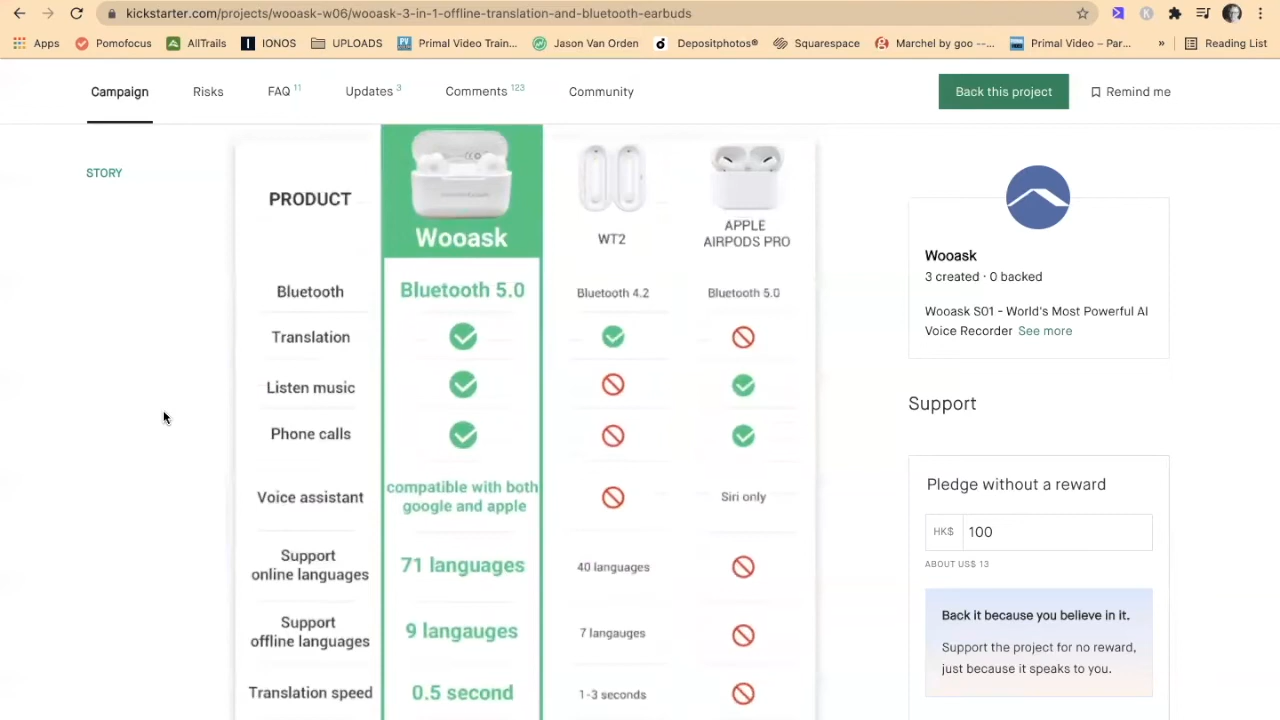 kickstarter.com/projects/wooask-w06/wooask-3-in-1-offline-translation-and-bluetooth-earbuds
Apps Pomofocus AllTrails IONOS UPLOADS Primal Video Train... Jason Van Orden Depositphotos® Squarespace Marchel by goo --... Primal Video – Par... » Reading List
Campaign Risks FAQ 11 Updates 3 Comments 123 Community Back this project Remind me
STORY
PRODUCT
Wooask
WT2
APPLE
AIRPODS PRO
Bluetooth Bluetooth 5.0 Bluetooth 4.2 Bluetooth 5.0
Translation
Listen music
Phone calls
Voice assistant compatible with both
google and apple Siri only
Support
online languages 71 languages 40 languages
Support
offline languages 9 langauges 7 langauges
Translation speed 0.5 second 1-3 seconds
Wooask
3 created · 0 backed
Wooask S01 - World's Most Powerful AI
Voice Recorder See more
Support
Pledge without a reward
HK$ 100
ABOUT US$ 13
Back it because you believe in it.
Support the project for no reward,
just because it speaks to you.